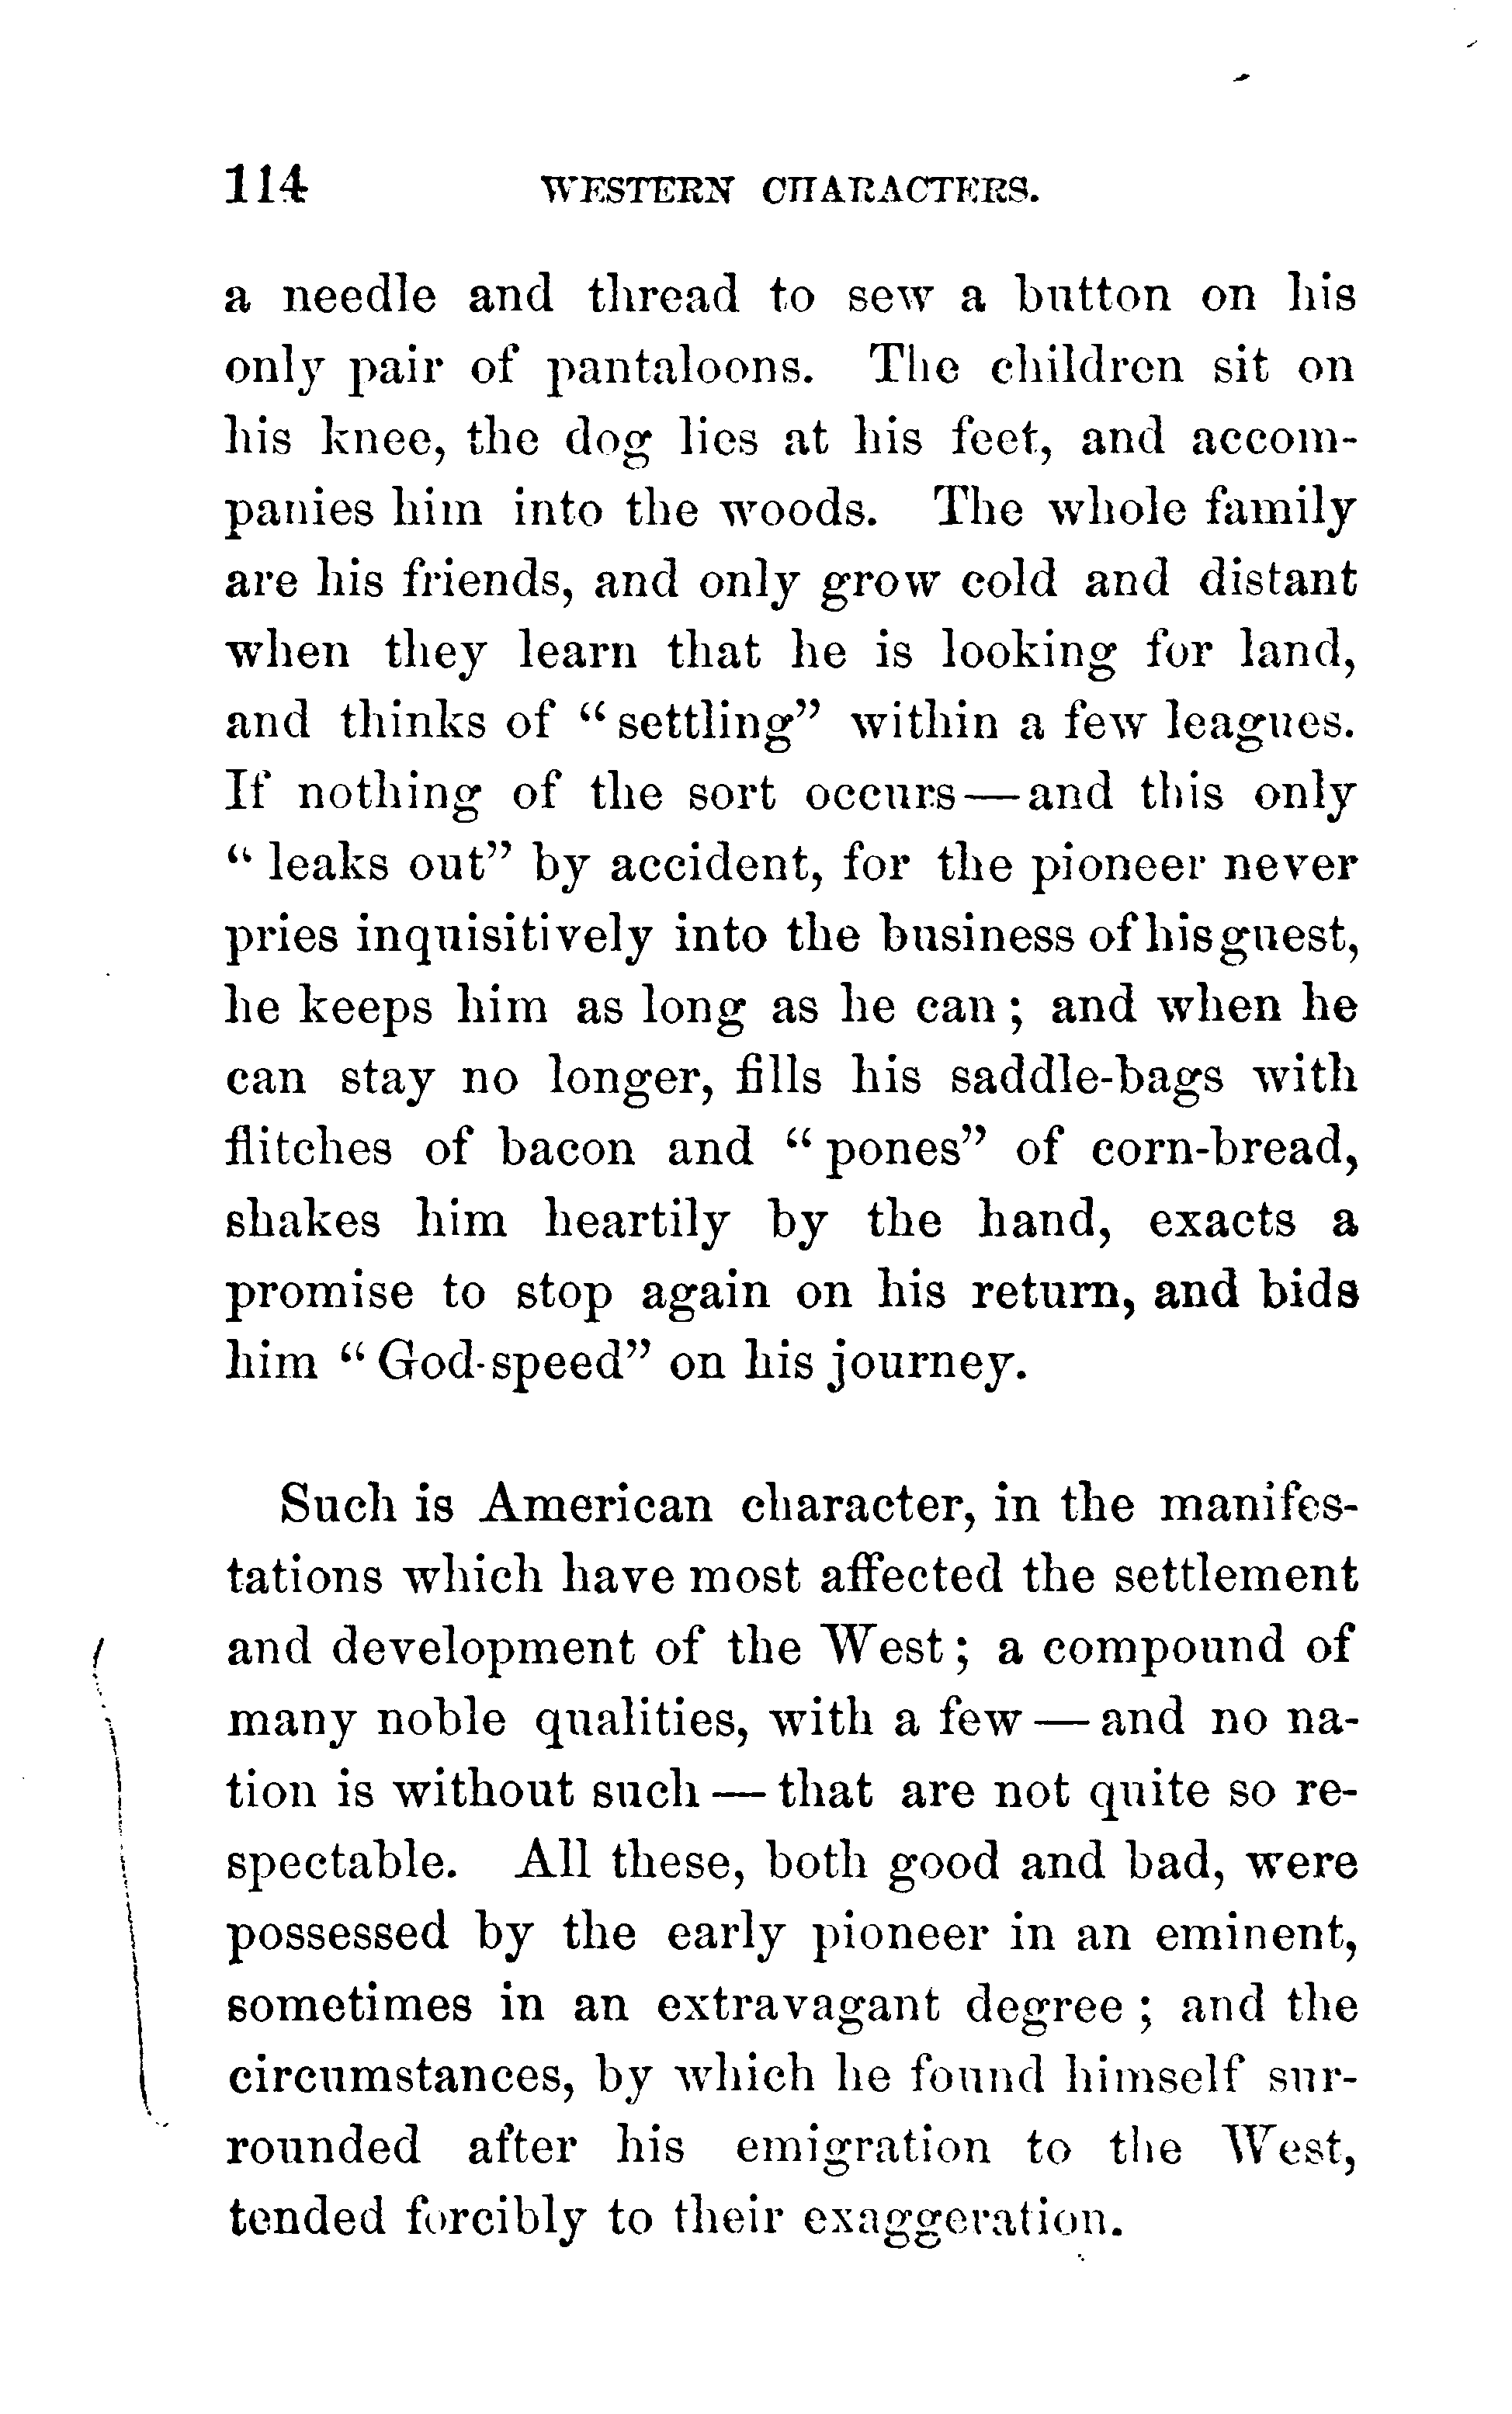 114 WESTERN CHARACTERS.
a needle and thread to sew a button on his
only pair of pantaloons. The children sit on
his knee, the dog lies at his feet, and accom-
panies him into the woods. The whole family
are his friends, and only grow cold and distant
when they learn that he is looking for land,
and thinks of “settling” within a few leagues.
If nothing of the sort occurs—and this only
“leaks out” by accident, for the pioneer never
pries inquisitively into the business of his guest,
he keeps him as long as he can; and when he
can stay no longer, fills his saddle-bags with
flitches of bacon and “pones” of corn-bread,
shakes him heartily by the hand, exacts a
promise to stop again on his return, and bids
him “God-speed” on his journey.
Such is American character, in the manifes-
tations which have most affected the settlement
and development of the West; a compound of
many noble qualities, with a few—and no na-
tion is without such—that are not quite so re-
spectable. All these, both good and bad, were
possessed by the early pioneer in an eminent,
sometimes in an extravagant degree; and the
circumstances, by which he found himself sur-
rounded after his emigration to the West,
tended forcibly to their exaggeration.